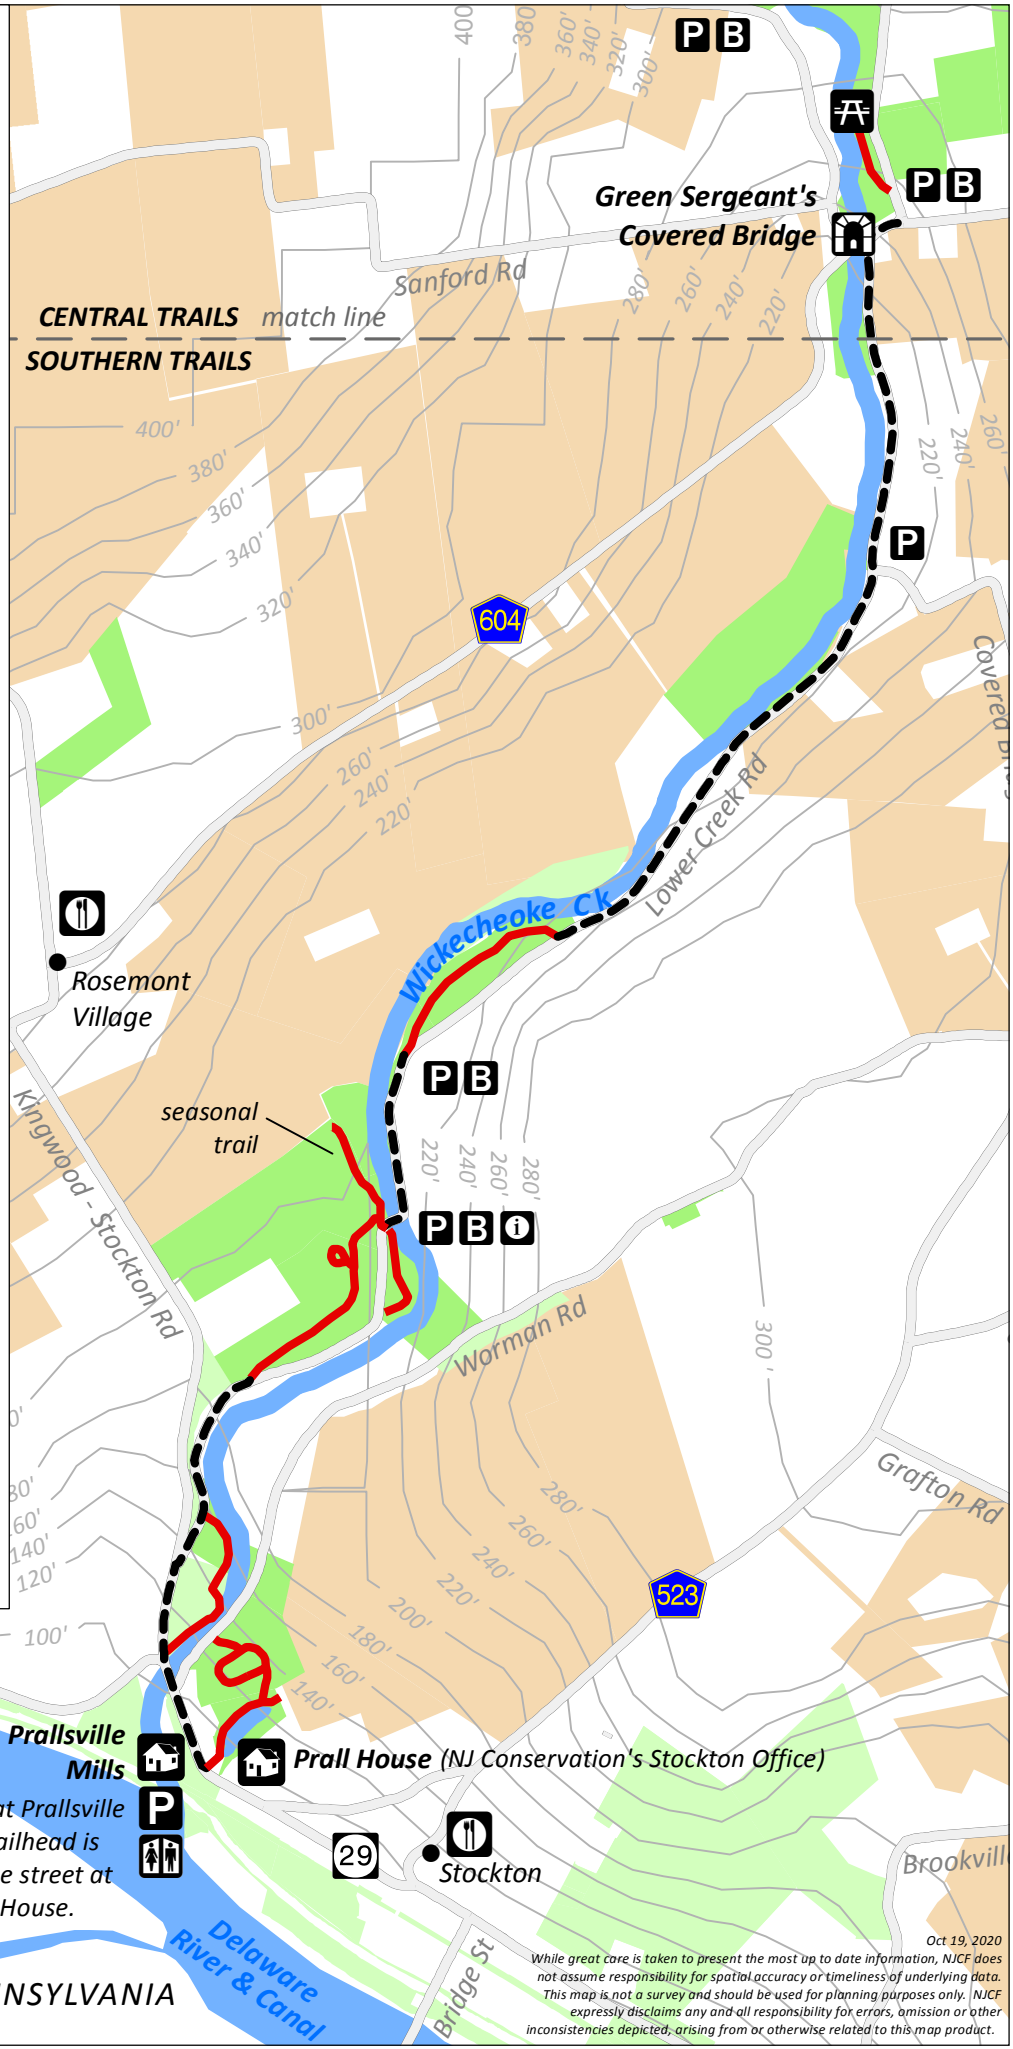 400
380'
360'
340'
320'
300'
P B
P B
Green Sergeant's
Covered Bridge
Sanford Rd
280'
260'
240'
220'
CENTRAL TRAILS match line
SOUTHERN TRAILS
400'
380'
360'
340'
320'
220'
240'
260'
P
604
300'
260'
240'
220'
Lower Creek Rd
Wickecheoke Ck
Rosemont
Village
P B
seasonal
trail
Kingwood - Stockton Rd
220'
240'
260'
280'
P B i
Worman Rd
300'
Grafton Rd
280'
260'
240'
220'
200'
180'
160'
140'
140'
120'
100'
523
Prallsville
Mills
Prall House (NJ Conservation's Stockton Office)
P
at Prallsville
is
street at
House.
29
Stockton
Delaware
River & Canal
Bridge St
Oct 19, 2020
While great care is taken to present the most up to date information, NJCF does
not assume responsibility for spatial accuracy or timeliness of underlying data.
This map is not a survey and should be used for planning purposes only. NJCF
expressly disclaims any and all responsibility for errors, omission or other
inconsistencies depicted, arising from or otherwise related to this map product.